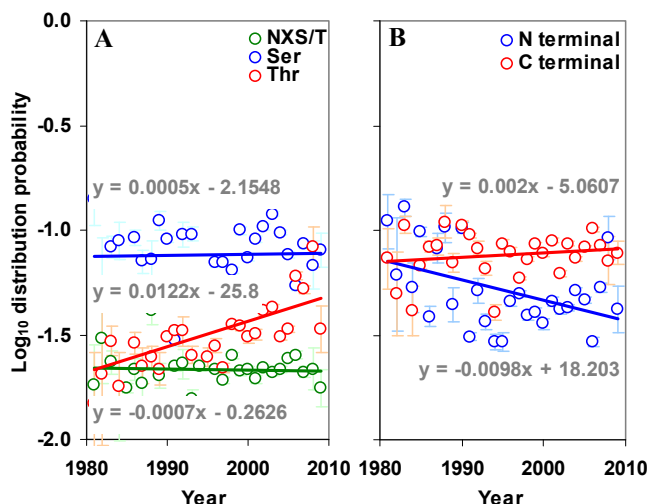 0.0
-0.5
-1.0
-1.5
-2.0
Log10 distribution probability
A
NXS/T
Ser
Thr
y = 0.0005x - 2.1548
y = 0.0122x - 25.8
y = -0.0007x - 0.2626
1980 1990 2000 2010
Year
B
N terminal
C terminal
y = 0.002x - 5.0607
y = -0.0098x + 18.203
1980 1990 2000 2010
Year